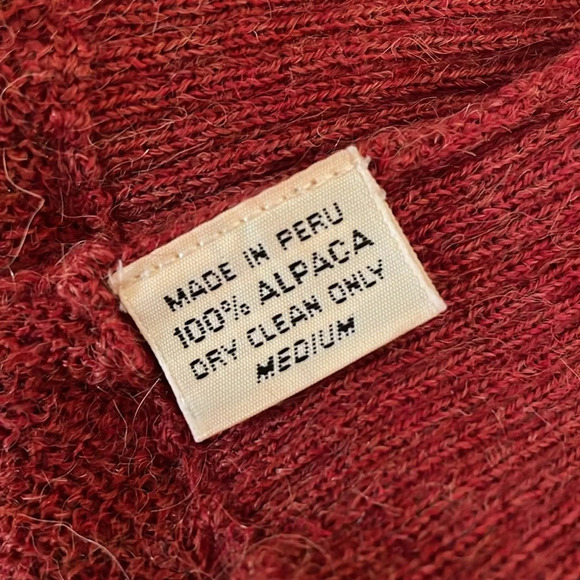 MADE IN PERU
100% ALPACA
DRY CLEAN ONLY
MEDIUM